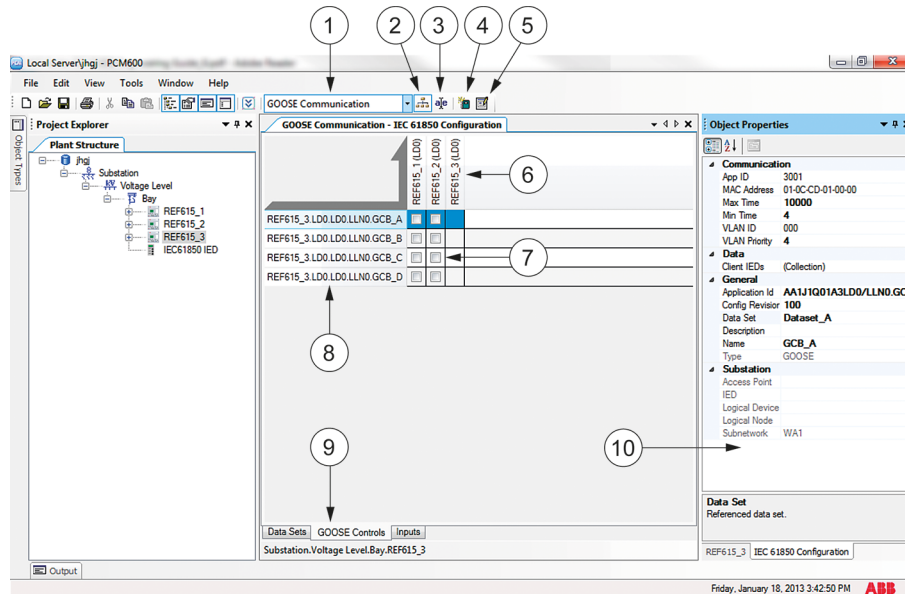 1
2
3
4
5
Local Server\jhgj - PCM600
File Edit View Tools Window Help
GOOSE Communication
Project Explorer
Object Types
Plant Structure
jhgj
Substation
Voltage Level
Bay
REF615_1
REF615_2
REF615_3
IEC61850 IED
GOOSE Communication - IEC 61850 Configuration
REF615_1 (LD0)
REF615_2 (LD0)
REF615_3 (LD0)
6
REF615_3.LD0.LD0.LLN0.GCB_A
REF615_3.LD0.LD0.LLN0.GCB_B
REF615_3.LD0.LD0.LLN0.GCB_C
REF615_3.LD0.LD0.LLN0.GCB_D
7
8
9
Data Sets GOOSE Controls Inputs
Substation.Voltage Level.Bay.REF615_3
Object Properties
Communication
App ID 3001
MAC Address 01-0C-CD-01-00-00
Max Time 10000
Min Time 4
VLAN ID 000
VLAN Priority 4
Data
Client IEDs (Collection)
General
Application Id AA1J1Q01A3LD0/LLN0.GC
Config Revisior 100
Data Set Dataset_A
Description
Name GCB_A
Type GOOSE
Substation
Access Point
IED
Logical Device
Logical Node
Subnetwork WA1
10
Data Set
Referenced data set.
REF615_3 IEC 61850 Configuration
Output
Friday, January 18, 2013 3:42:50 PM
ABB